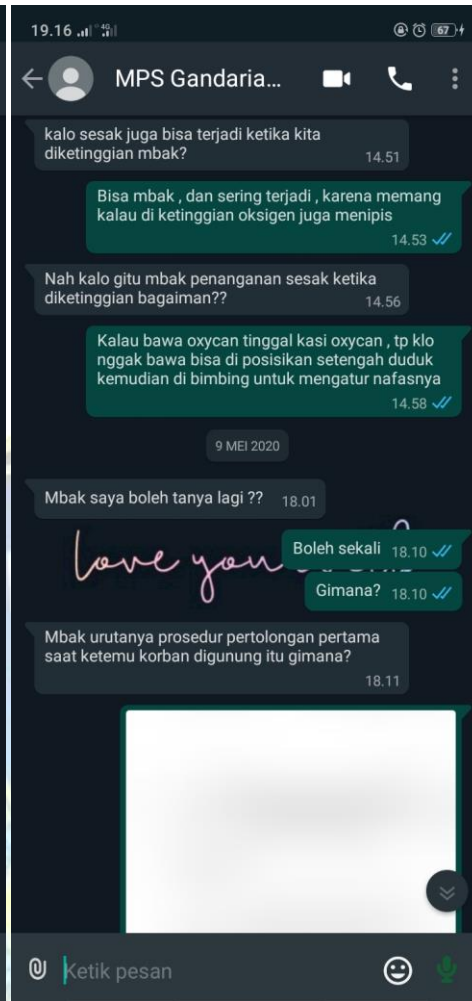 19.16
4G
67
MPS Gandaria...
kalo sesak juga bisa terjadi ketika kita
diketinggian mbak?
14.51
Bisa mbak , dan sering terjadi , karena memang
kalau di ketinggian oksigen juga menipis
14.53
Nah kalo gitu mbak penanganan sesak ketika
diketinggian bagaiman??
14.56
Kalau bawa oxycan tinggal kasi oxycan , tp klo
nggak bawa bisa di posisikan setengah duduk
kemudian di bimbing untuk mengatur nafasnya
14.58
9 MEI 2020
Mbak saya boleh tanya lagi ?? 18.01
love you
Boleh sekali 18.10
Gimana? 18.10
Mbak urutanya prosedur pertolongan pertama
saat ketemu korban digunung itu gimana?
18.11
Ketik pesan